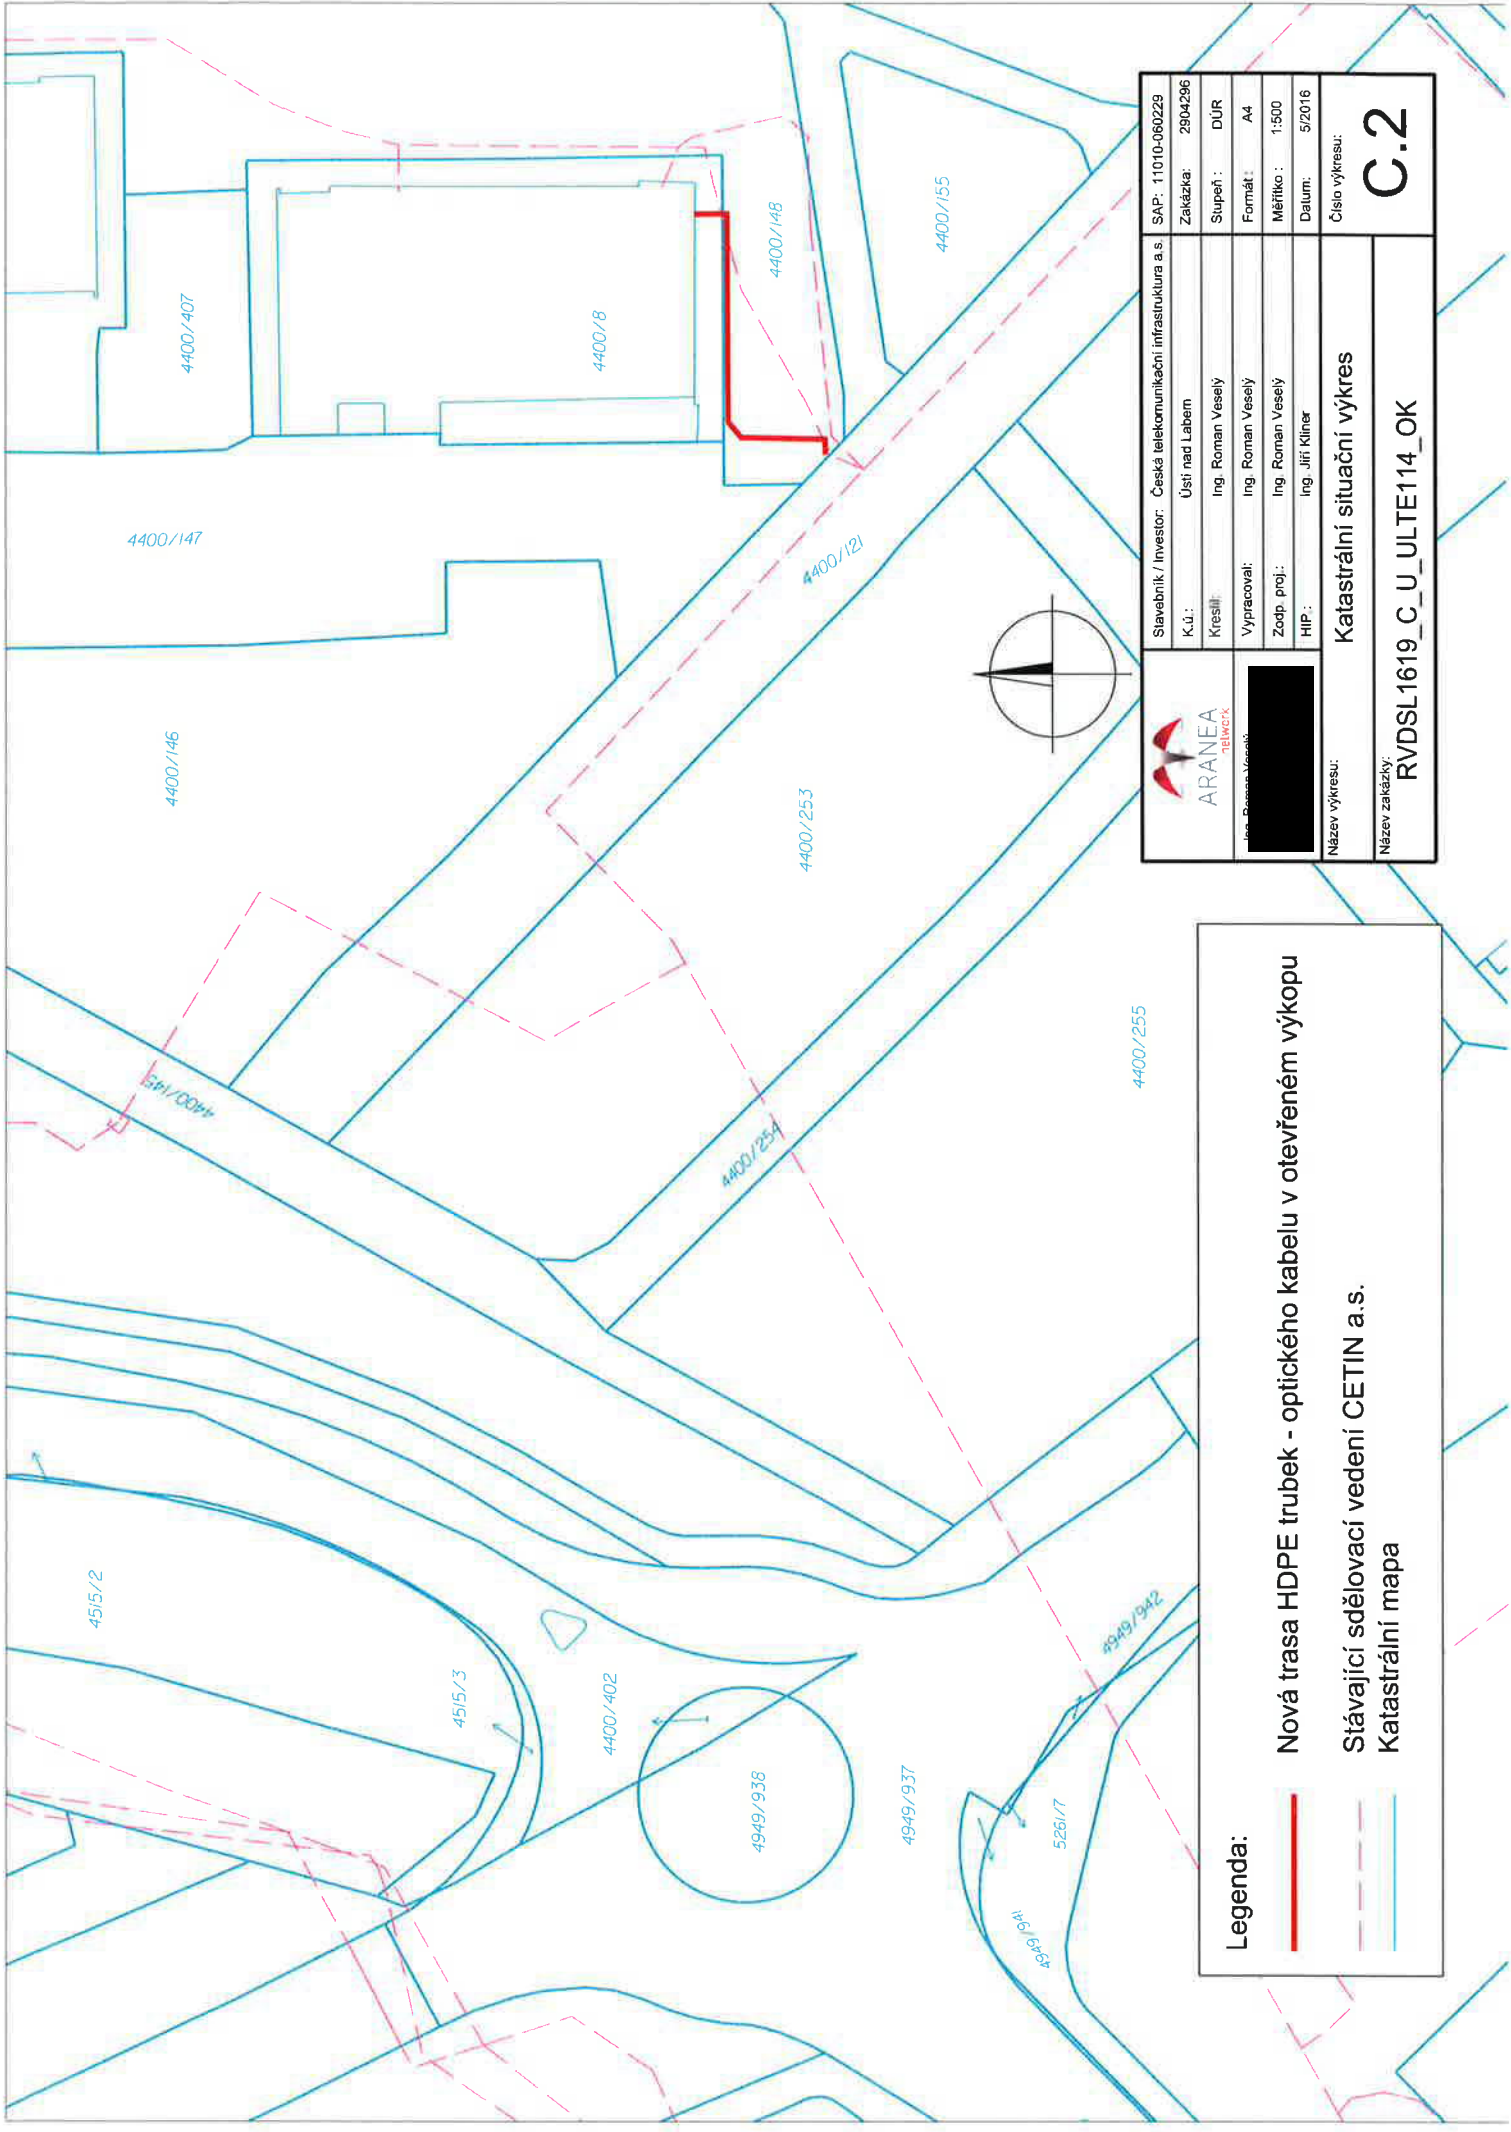 4400/407
4400/8
4400/148
4400/155
4400/147
4400/121
4400/146
4400/253
4400/145
4400/254
4400/255
4515/2
4515/3
4400/402
4949/938
4949/937
4949/942
5261/7
4949/941
Legenda:
Nová trasa HDPE trubek - optického kabelu v otevřeném výkopu
Stávající sdělovací vedení CETIN a.s.
Katastrální mapa
ARANEA
network
Stavebník / Investor: Česká telekomunikační infrastruktura a.s. SAP: 11010-060229
K.ú.: Ústí nad Labem Zakázka: 2904296
Kreslil: Ing. Roman Veselý Stupeň : DÚR
Vypracoval: Ing. Roman Veselý Formát : A4
Zodp. proj.: Ing. Roman Veselý Měřítko : 1:500
HIP.: Ing. Jiří Kliner Datum: 5/2016
Název výkresu: Katastrální situační výkres
Číslo výkresu: C.2
Název zakázky: RVDSL1619_C_U_ULTE114_OK